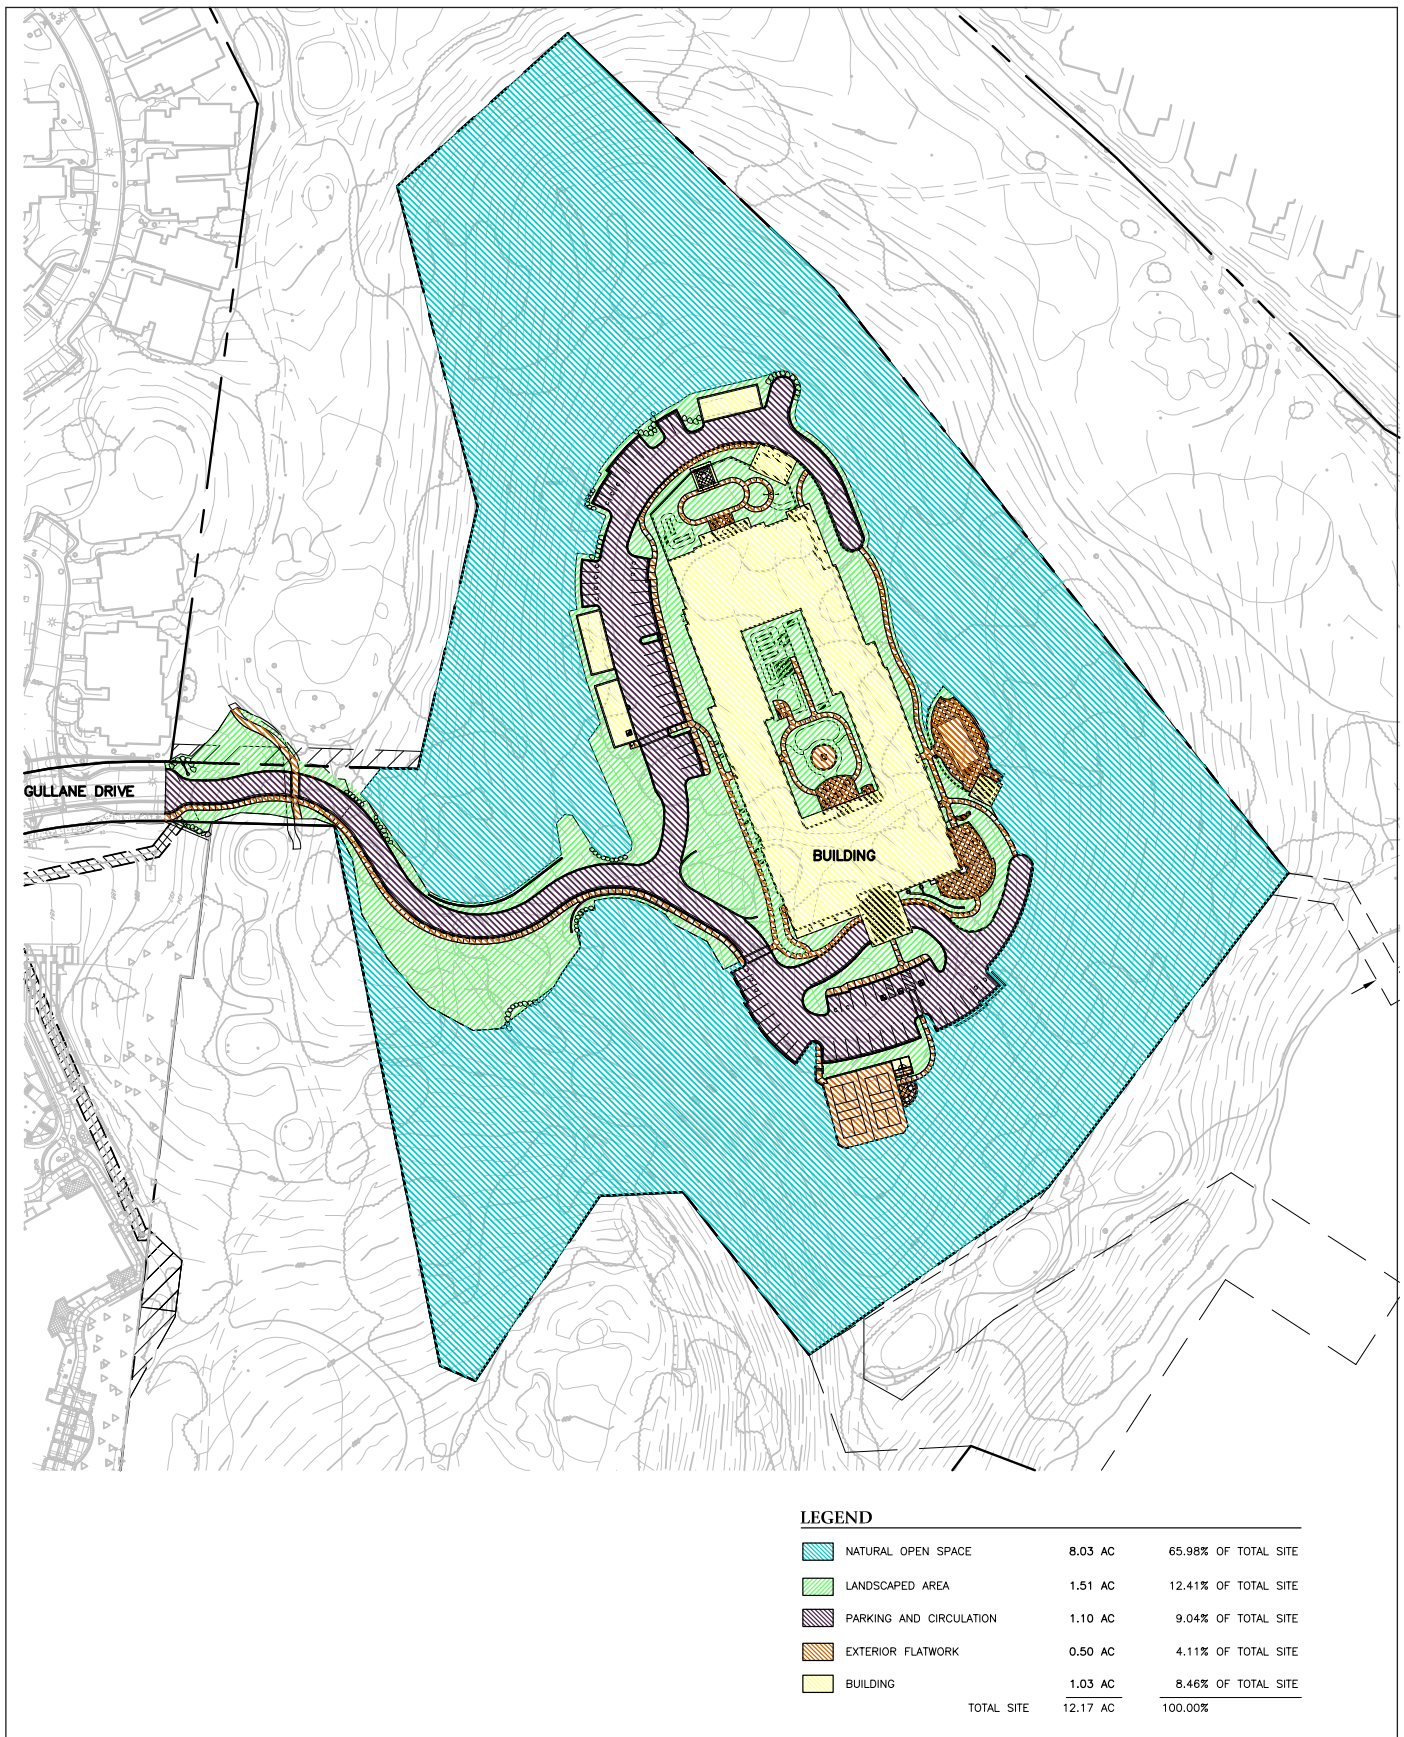 GULLANE DRIVE
BUILDING
LEGEND
NATURAL OPEN SPACE 8.03 AC 65.98% OF TOTAL SITE
LANDSCAPED AREA 1.51 AC 12.41% OF TOTAL SITE
PARKING AND CIRCULATION 1.10 AC 9.04% OF TOTAL SITE
EXTERIOR FLATWORK 0.50 AC 4.11% OF TOTAL SITE
BUILDING 1.03 AC 8.46% OF TOTAL SITE
TOTAL SITE 12.17 AC 100.00%